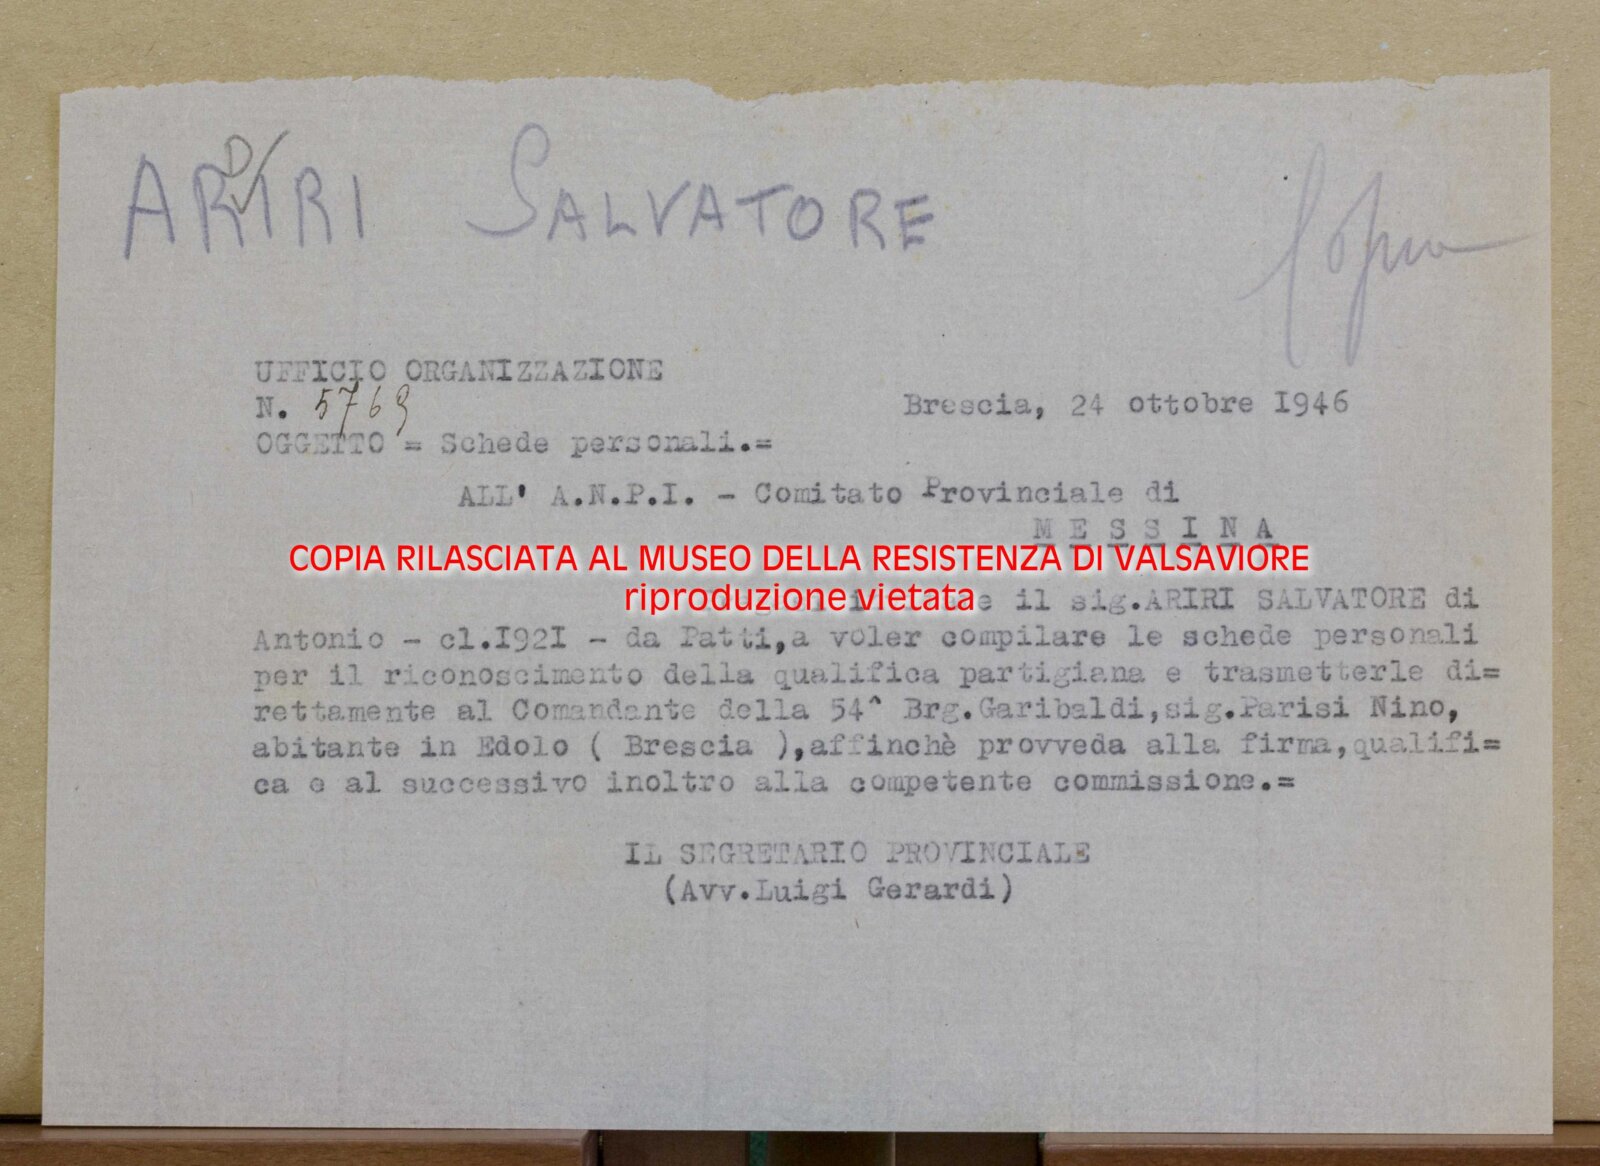 ARIRI SALVATORE
D
Copia
UFFICIO ORGANIZZAZIONE
N. 5769
Brescia, 24 ottobre 1946
OGGETTO = Schede personali.=
ALL' A.N.P.I. - Comitato Provinciale di
MESSINA
COPIA RILASCIATA AL MUSEO DELLA RESISTENZA DI VALSAVIORE
riproduzione vietata
il sig.ARIRI SALVATORE di
Antonio - cl.I92I - da Patti,a voler compilare le schede personali
per il riconoscimento della qualifica partigiana e trasmetterle di=
rettamente al Comandante della 54^ Brg.Garibaldi,sig.Parisi Nino,
abitante in Edolo ( Brescia ),affinchè provveda alla firma,qualifi=
ca e al successivo inoltro alla competente commissione.=
IL SEGRETARIO PROVINCIALE
(Avv.Luigi Gerardi)